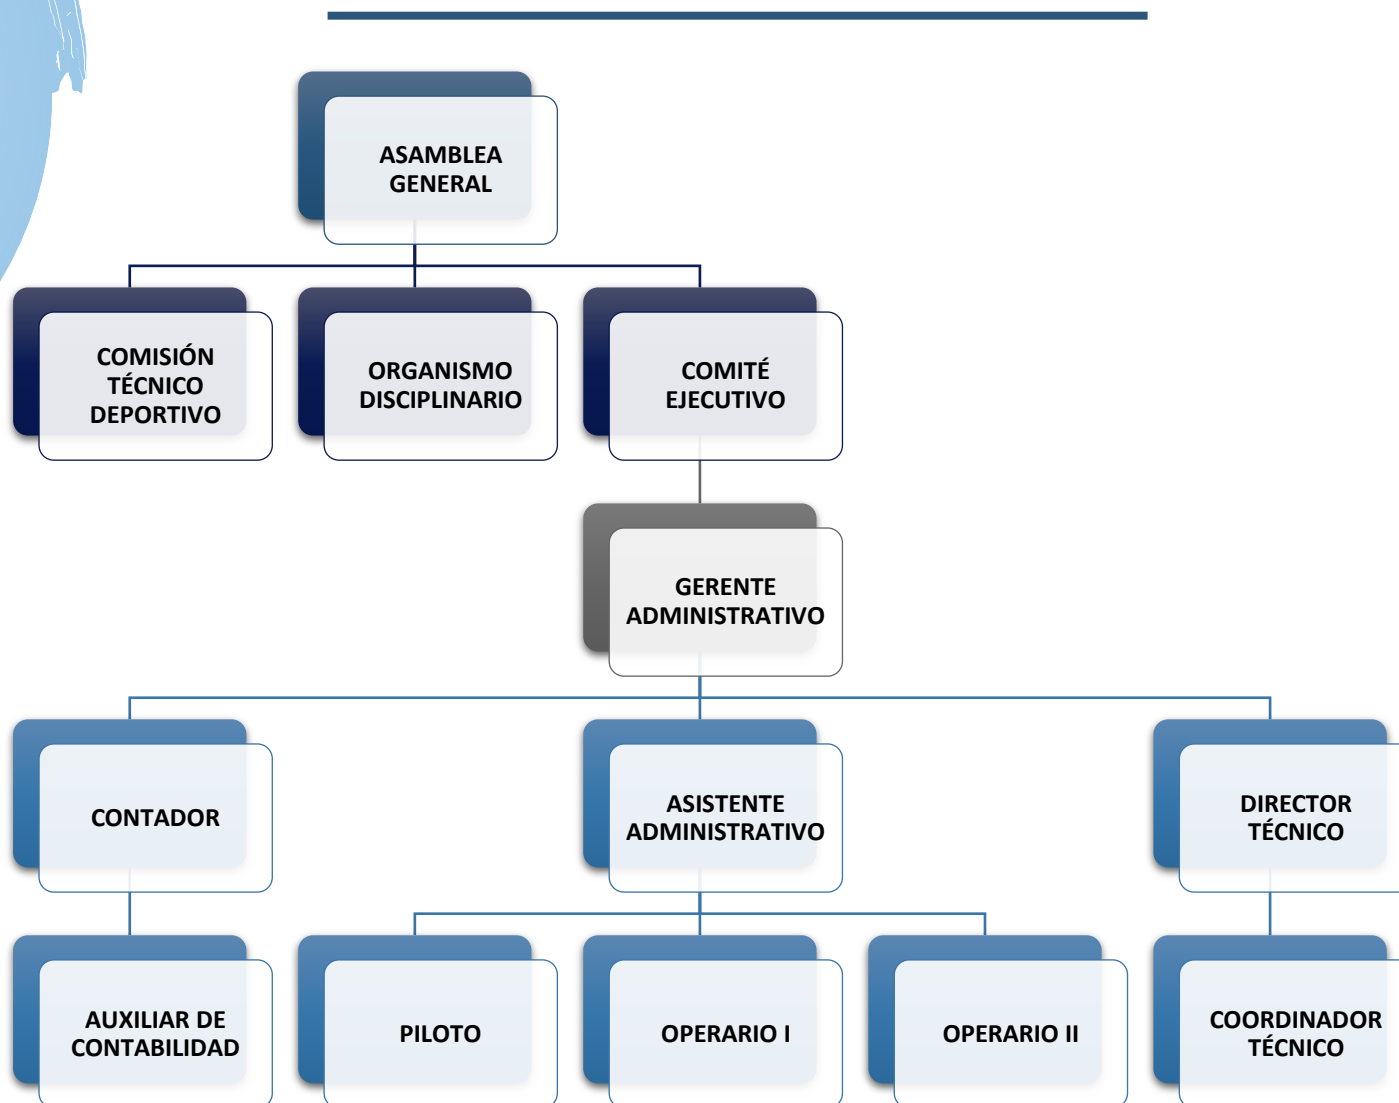 ASAMBLEA
GENERAL
COMISIÓN
TÉCNICO
DEPORTIVO
ORGANISMO
DISCIPLINARIO
COMITÉ
EJECUTIVO
GERENTE
ADMINISTRATIVO
CONTADOR
ASISTENTE
ADMINISTRATIVO
DIRECTOR
TÉCNICO
AUXILIAR DE
CONTABILIDAD
PILOTO
OPERARIO I
OPERARIO II
COORDINADOR
TÉCNICO